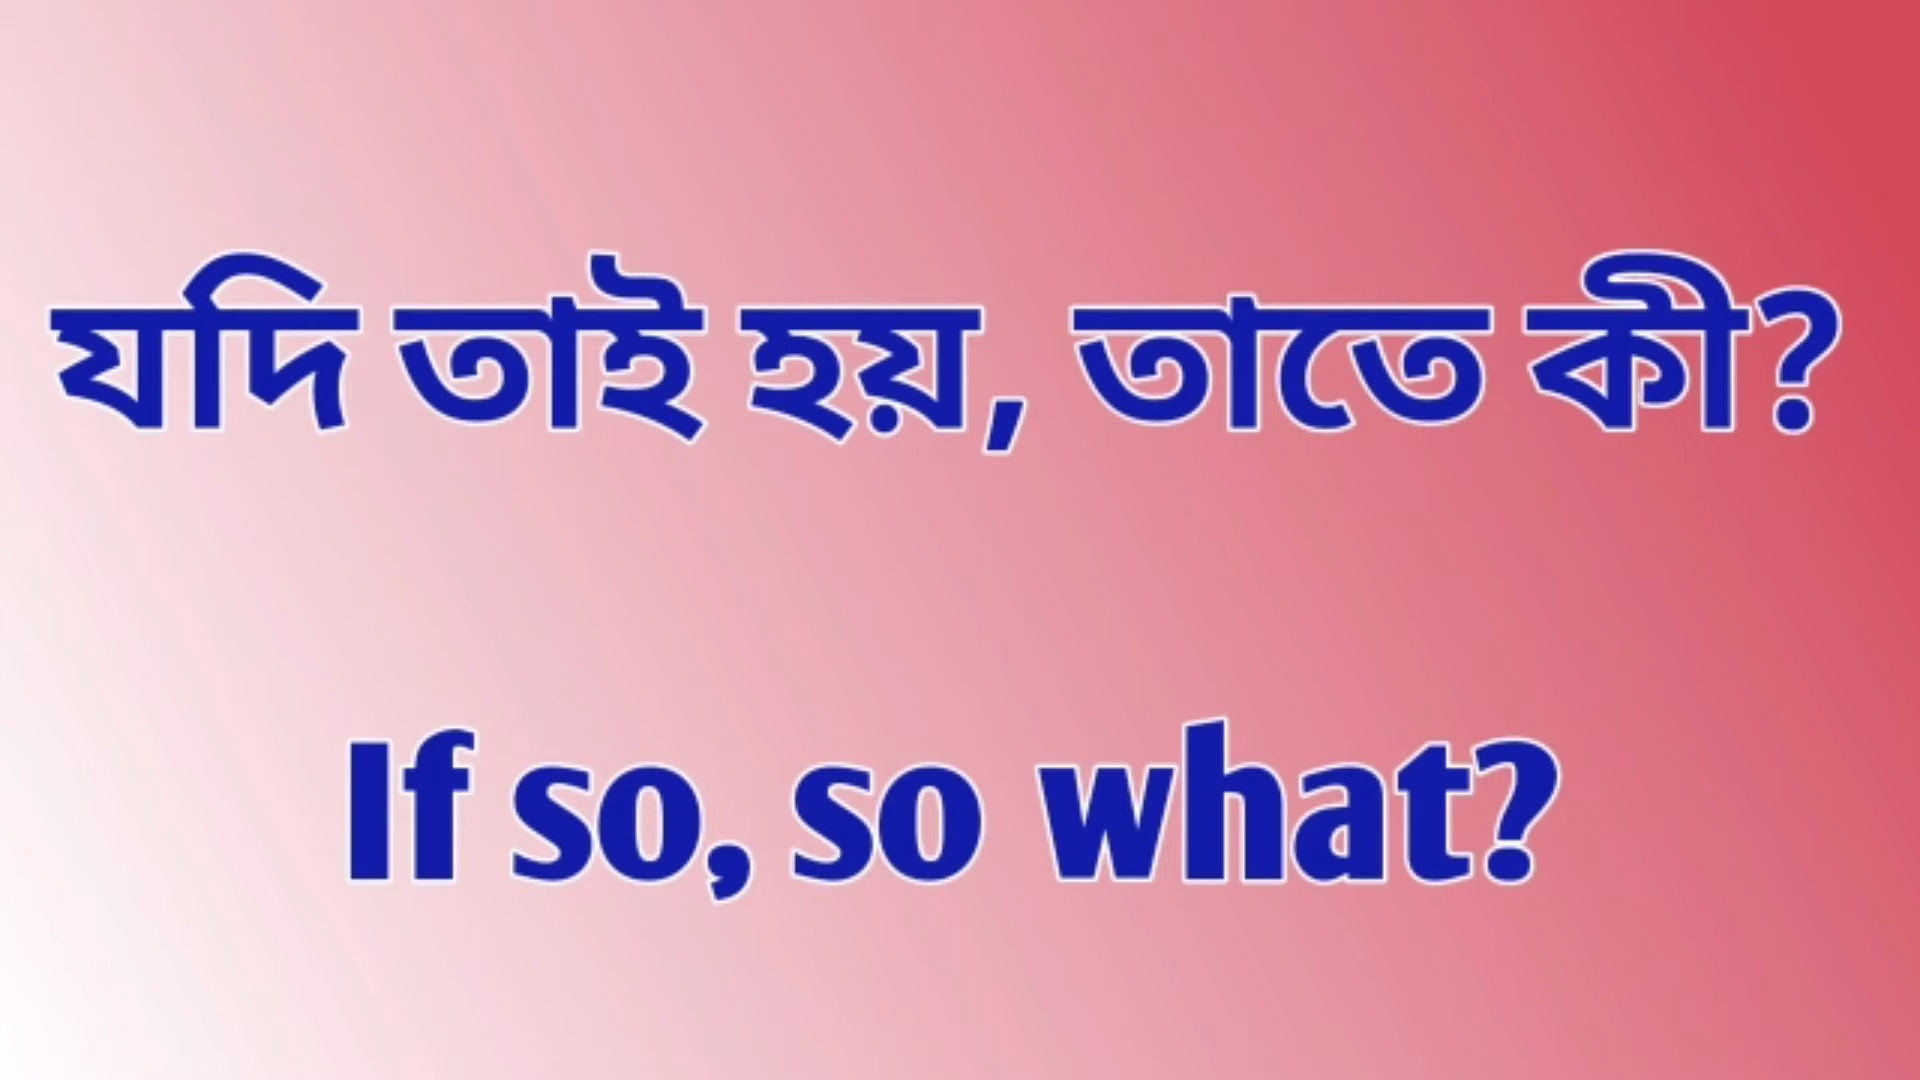 যদি তাই হয়, তাতে কী?
If so, so what?